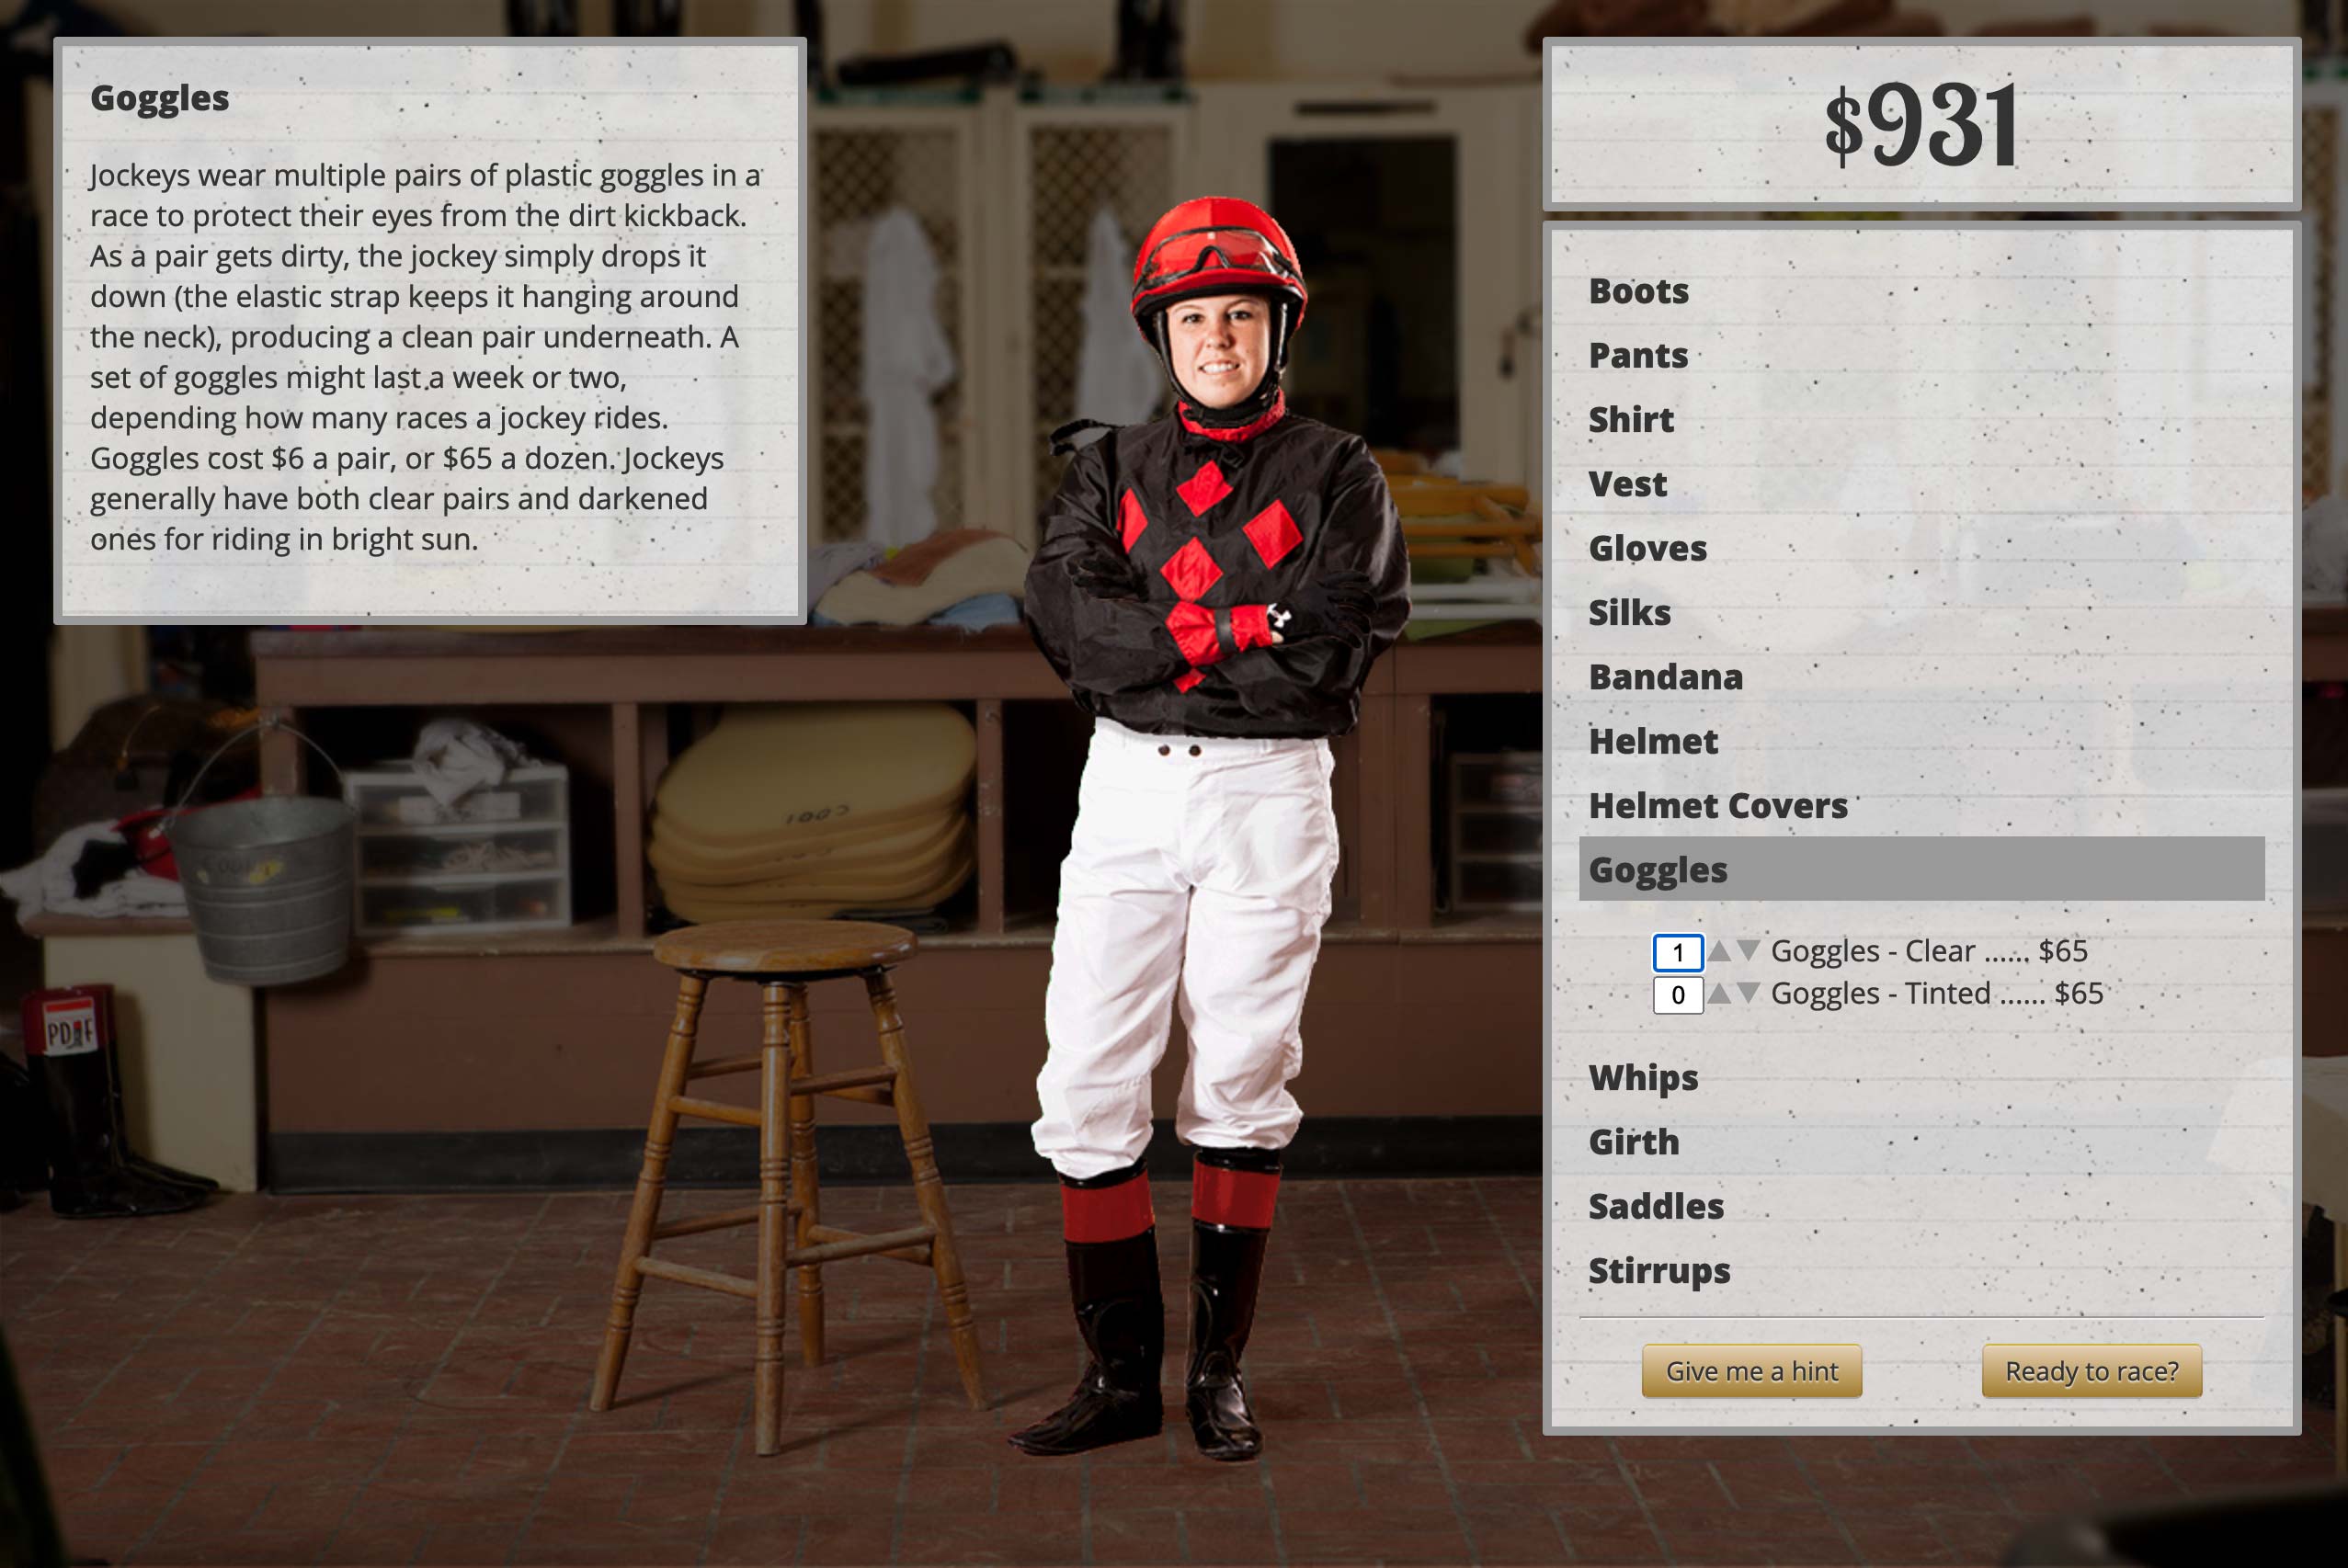 Goggles
Jockeys wear multiple pairs of plastic goggles in a
race to protect their eyes from the dirt kickback.
As a pair gets dirty, the jockey simply drops it
down (the elastic strap keeps it hanging around
the neck), producing a clean pair underneath. A
set of goggles might last a week or two,
depending how many races a jockey rides.
Goggles cost $6 a pair, or $65 a dozen. Jockeys
generally have both clear pairs and darkened
ones for riding in bright sun.
$931
Boots
Pants
Shirt
Vest
Gloves
Silks
Bandana
Helmet
Helmet Covers
Goggles
1 Goggles - Clear ...... $65
0 Goggles - Tinted ...... $65
Whips
Girth
Saddles
Stirrups
Give me a hint
Ready to race?